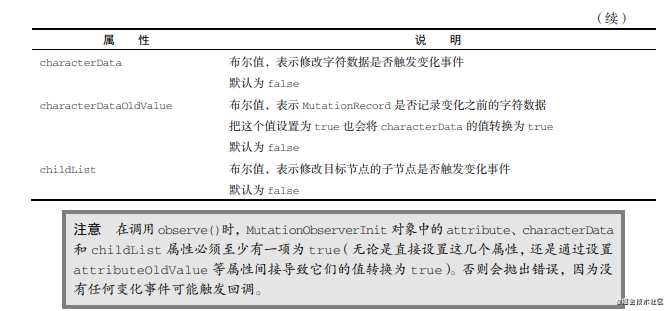 （续）
属 性 说 明
characterData 布尔值，表示修改字符数据是否触发变化事件
默认为 false
characterDataOldValue 布尔值，表示 MutationRecord 是否记录变化之前的字符数据
把这个值设置为 true 也会将 characterData 的值转换为 true
默认为 false
childList 布尔值，表示修改目标节点的子节点是否触发变化事件
默认为 false
注意 在调用 observe()时，MutationObserverInit 对象中的 attribute、characterData
和 childList 属性必须至少有一项为 true（无论是直接设置这几个属性，还是通过设置
attributeOldValue 等属性间接导致它们的值转换为 true）。否则会抛出错误，因为没
有任何变化事件可能触发回调。
@掘金技术社区